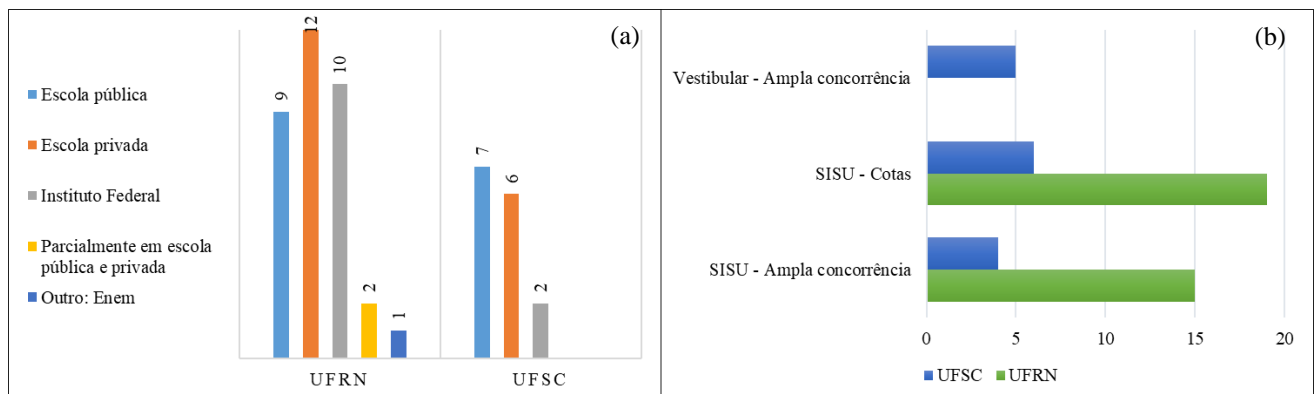 (a)
12
10
9
7
6
2
2
1
Escola pública
Escola privada
Instituto Federal
Parcialmente em escola
pública e privada
Outro: Enem
UFRN
UFSC
(b)
Vestibular - Ampla concorrência
SISU - Cotas
SISU - Ampla concorrência
0
5
10
15
20
UFSC
UFRN